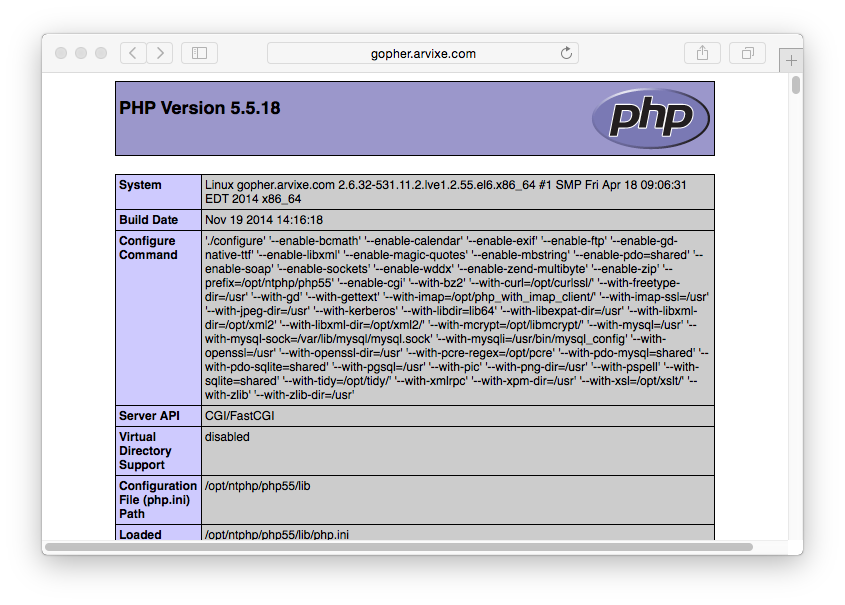 gopher.arvixe.com
PHP Version 5.5.18
php
System
Linux gopher.arvixe.com 2.6.32-531.11.2.lve1.2.55.el6.x86_64 #1 SMP Fri Apr 18 09:06:31
EDT 2014 x86_64
Build Date
Nov 19 2014 14:16:18
Configure
Command
'./configure' '--enable-bcmath' '--enable-calendar' '--enable-exif' '--enable-ftp' '--enable-gd-
native-ttf' '--enable-libxml' '--enable-magic-quotes' '--enable-mbstring' '--enable-pdo=shared' '--
enable-soap' '--enable-sockets' '--enable-wddx' '--enable-zend-multibyte' '--enable-zip' '--
prefix=/opt/ntphp/php55' '--enable-cgi' '--with-bz2' '--with-curl=/opt/curlssl/' '--with-freetype-
dir=/usr' '--with-gd' '--with-gettext' '--with-imap=/opt/php_with_imap_client/' '--with-imap-ssl=/usr'
'--with-jpeg-dir=/usr' '--with-kerberos' '--with-libdir=lib64' '--with-libexpat-dir=/usr' '--with-libxml-
dir=/opt/xml2' '--with-libxml-dir=/opt/xml2/' '--with-mcrypt=/opt/libmcrypt/' '--with-mysql=/usr' '--
with-mysql-sock=/var/lib/mysql/mysql.sock' '--with-mysqli=/usr/bin/mysql_config' '--with-
openssl=/usr' '--with-openssl-dir=/usr' '--with-pcre-regex=/opt/pcre' '--with-pdo-mysql=shared' '--
with-pdo-sqlite=shared' '--with-pgsql=/usr' '--with-pic' '--with-png-dir=/usr' '--with-pspell' '--with-
sqlite=shared' '--with-tidy=/opt/tidy/' '--with-xmlrpc' '--with-xpm-dir=/usr' '--with-xsl=/opt/xslt/' '--
with-zlib' '--with-zlib-dir=/usr'
Server API
CGI/FastCGI
Virtual
Directory
Support
disabled
Configuration
File (php.ini)
Path
/opt/ntphp/php55/lib
Loaded
/opt/ntphp/php55/lib/php.ini